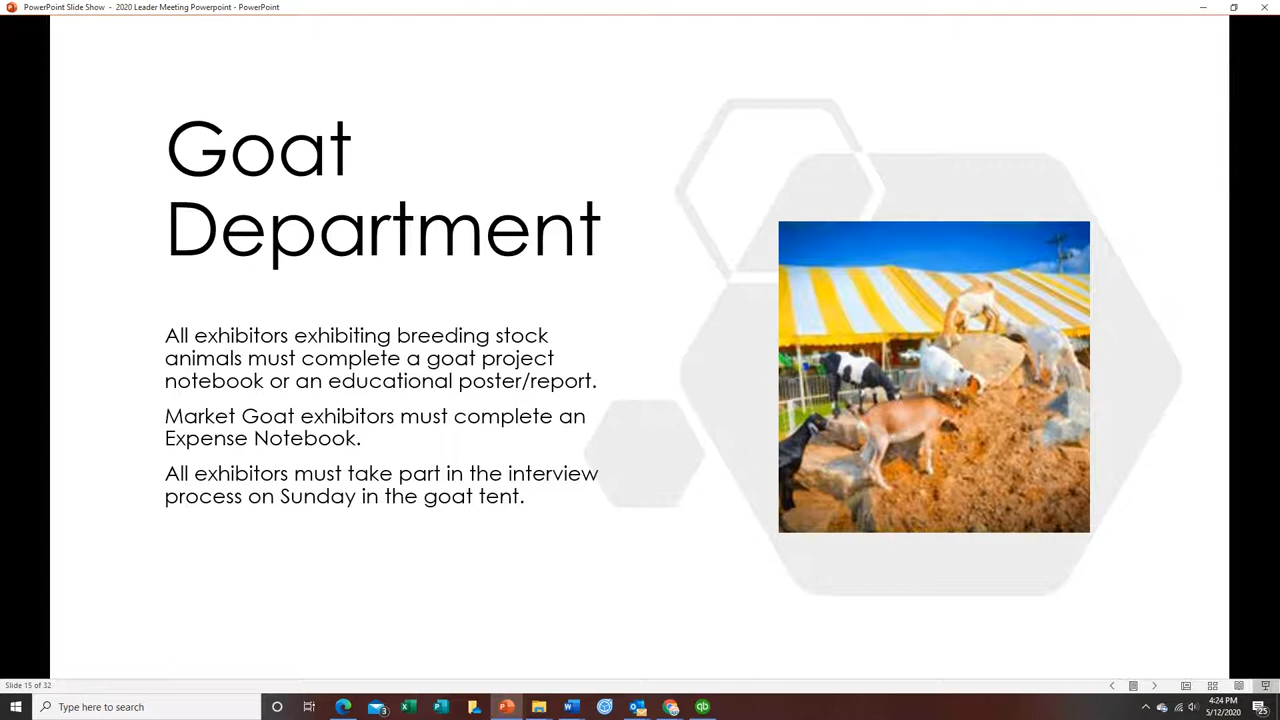 PowerPoint Slide Show - 2020 Leader Meeting Powerpoint - PowerPoint
Goat
Department
All exhibitors exhibiting breeding stock
animals must complete a goat project
notebook or an educational poster/report.
Market Goat exhibitors must complete an
Expense Notebook.
All exhibitors must take part in the interview
process on Sunday in the goat tent.
Slide 15 of 32
Type here to search
3
4:24 PM
5/12/2020
25